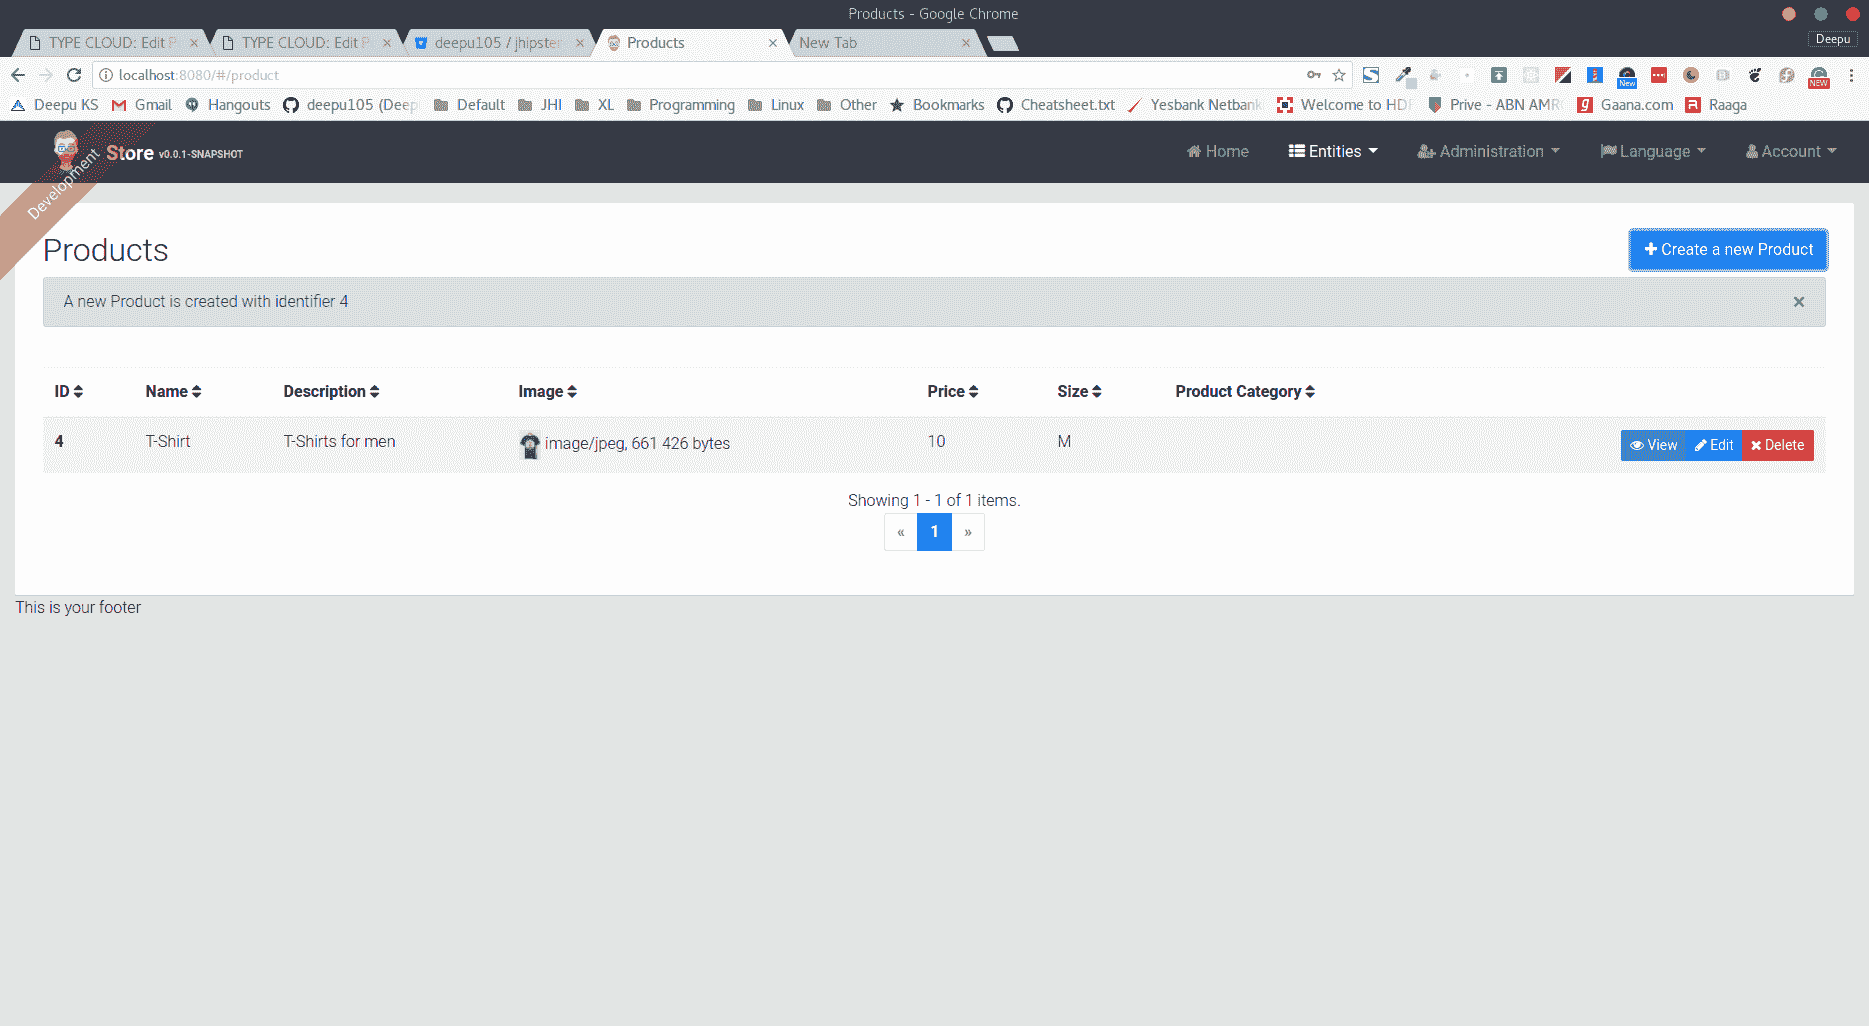 Products - Google Chrome
TYPE CLOUD: Edit P
TYPE CLOUD: Edit P
deepu105 / jhipster
Products
New Tab
Deepu
localhost:8080/#/product
New
NEW
Deepu KS
Gmail
Hangouts
deepu105 (Deep
Default
JHI
XL
Programming
Linux
Other
Bookmarks
Cheatsheet.txt
Yesbank Netbank
Welcome to HDF
Prive - ABN AMR
Gaana.com
Raaga
Development
Store v0.0.1-SNAPSHOT
Home
Entities
Administration
Language
Account
Products
Create a new Product
A new Product is created with identifier 4
ID Name Description Image Price Size Product Category
4 T-Shirt T-Shirts for men image/jpeg, 661 426 bytes 10 M View Edit Delete
Showing 1 - 1 of 1 items.
« 1 »
This is your footer